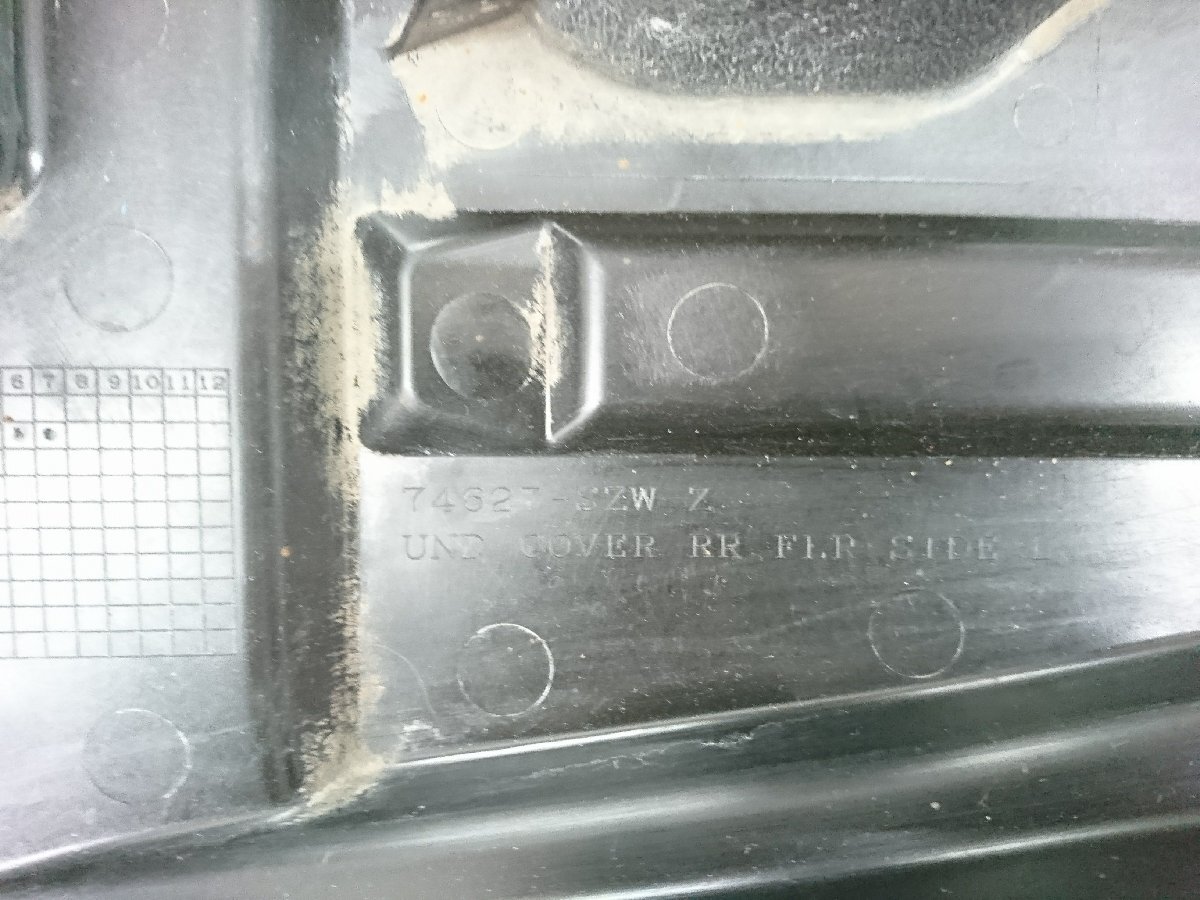 6 7 8 9 10 11 12
74627-SZW Z
UND COVER RR FLR SIDE L